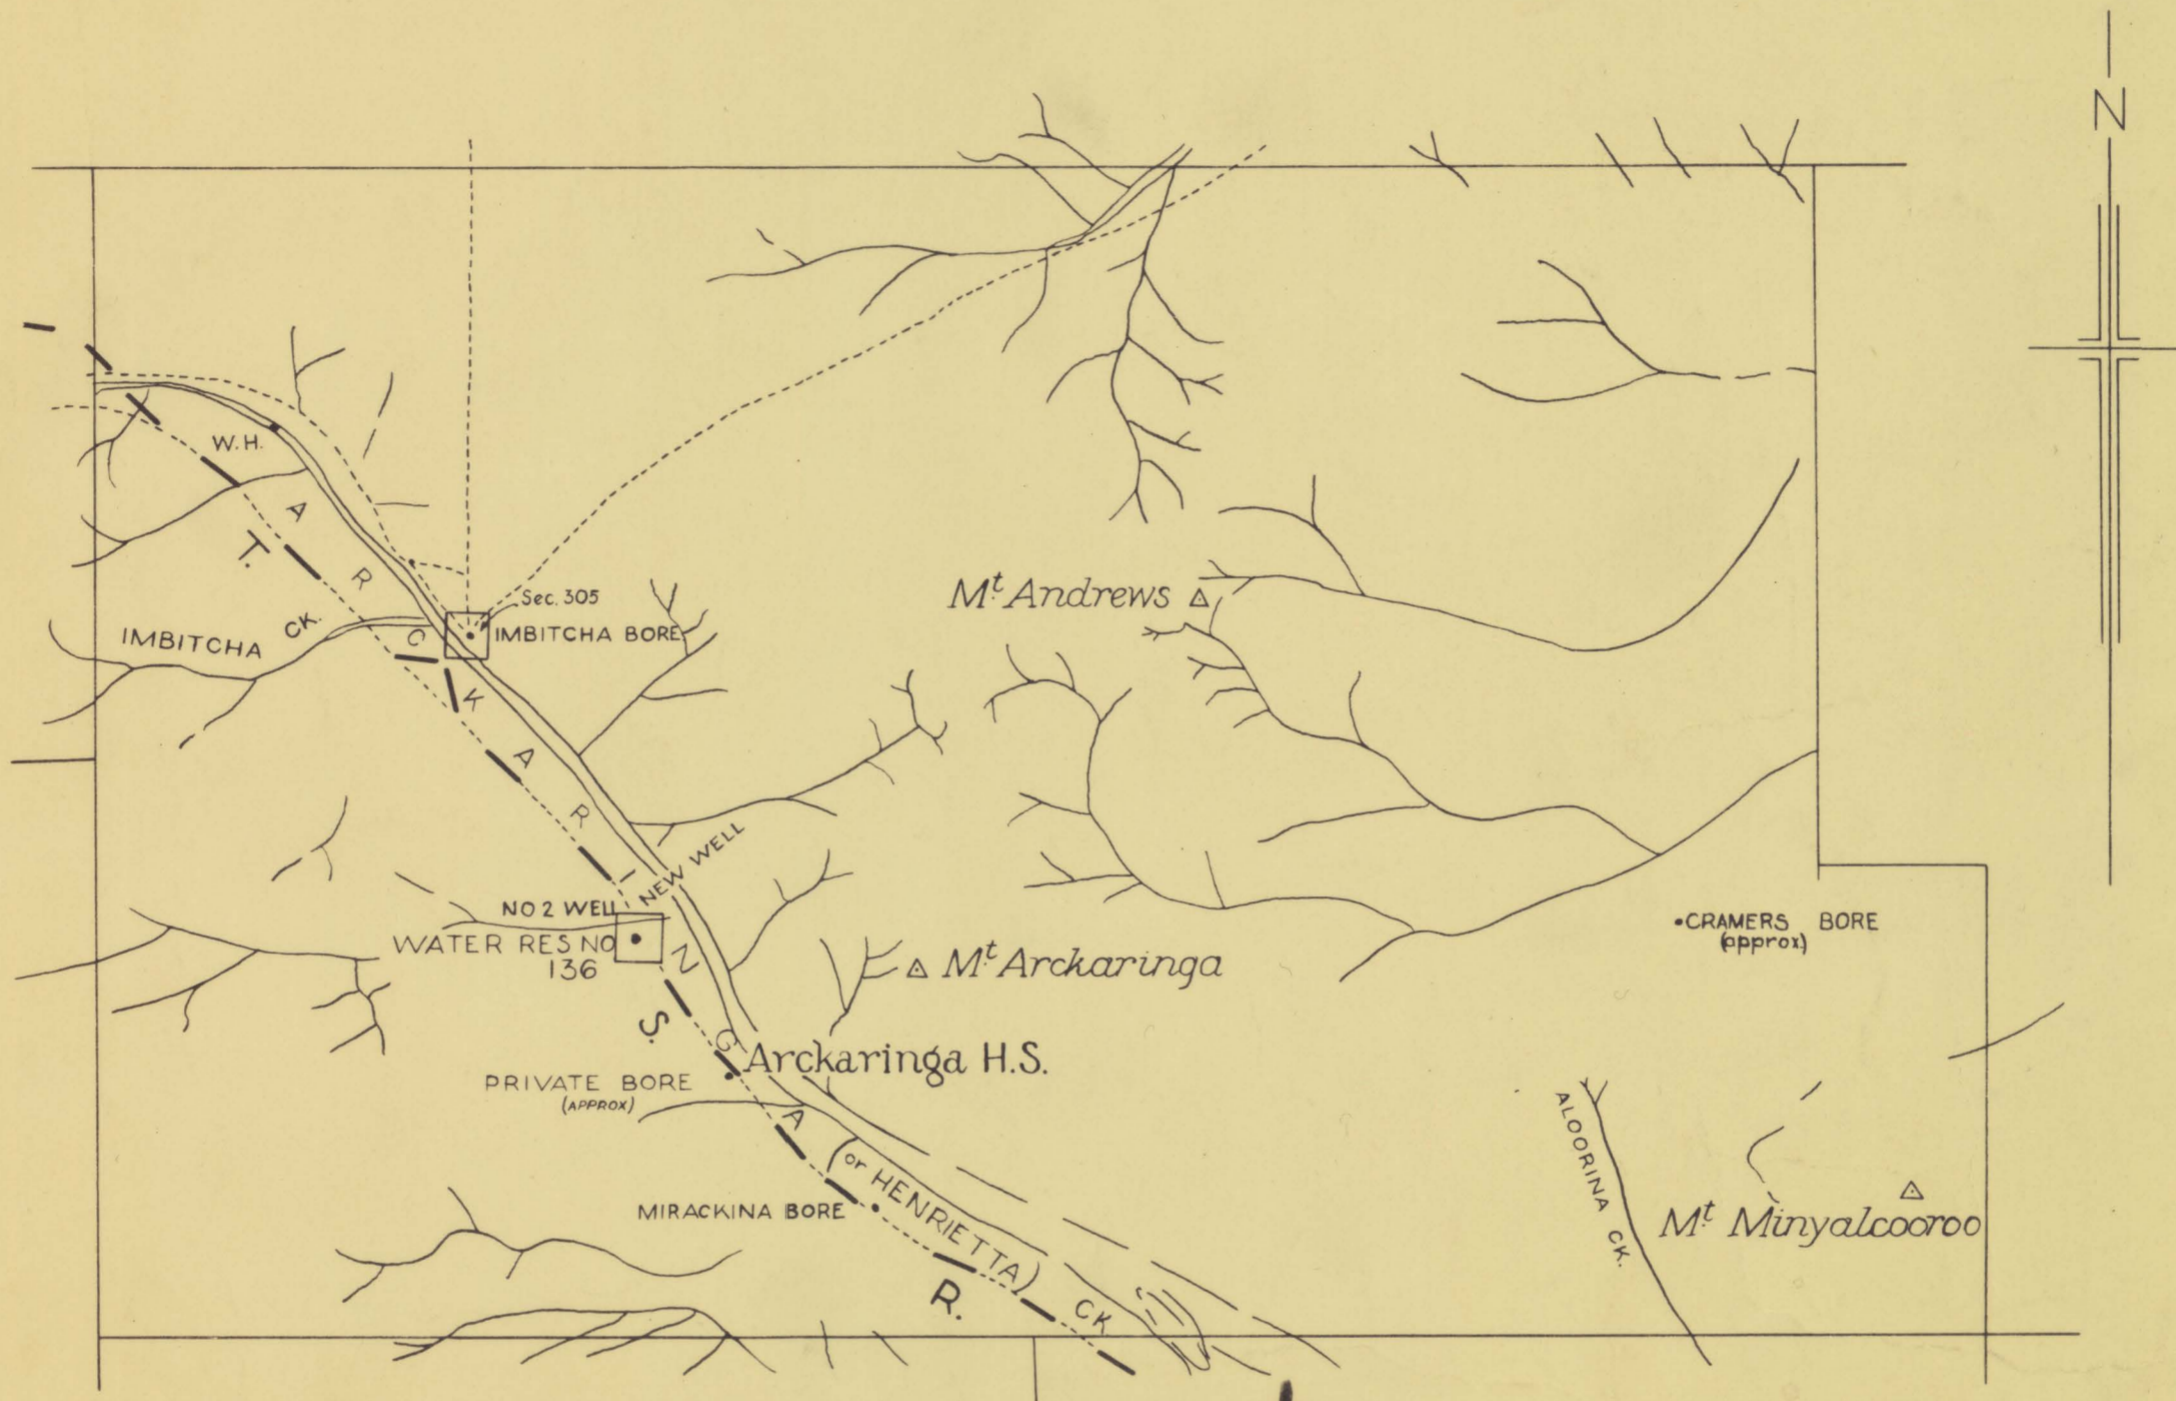 N
W.H.
ARCKARINGA
(or HENRIETTA)
CK
T.
S.
R.
Sec. 305
IMBITCHA BORE
IMBITCHA CK.
Mt Andrews
NEW WELL
NO 2 WELL
WATER RES NO
136
Mt Arckaringa
CRAMERS BORE
(approx)
Arckaringa H.S.
PRIVATE BORE
(APPROX)
MIRACKINA BORE
ALOORINA CK.
Mt Minyalcooroo